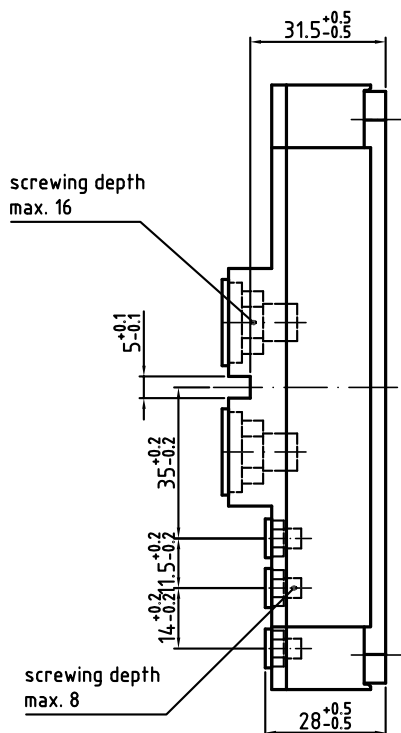 31.5+0.5-0.5
screwing depth
max. 16
5+0.1-0.1
35+0.2-0.2
11.5+0.2-0.2
14+0.2-0.2
screwing depth
max. 8
28+0.5-0.5